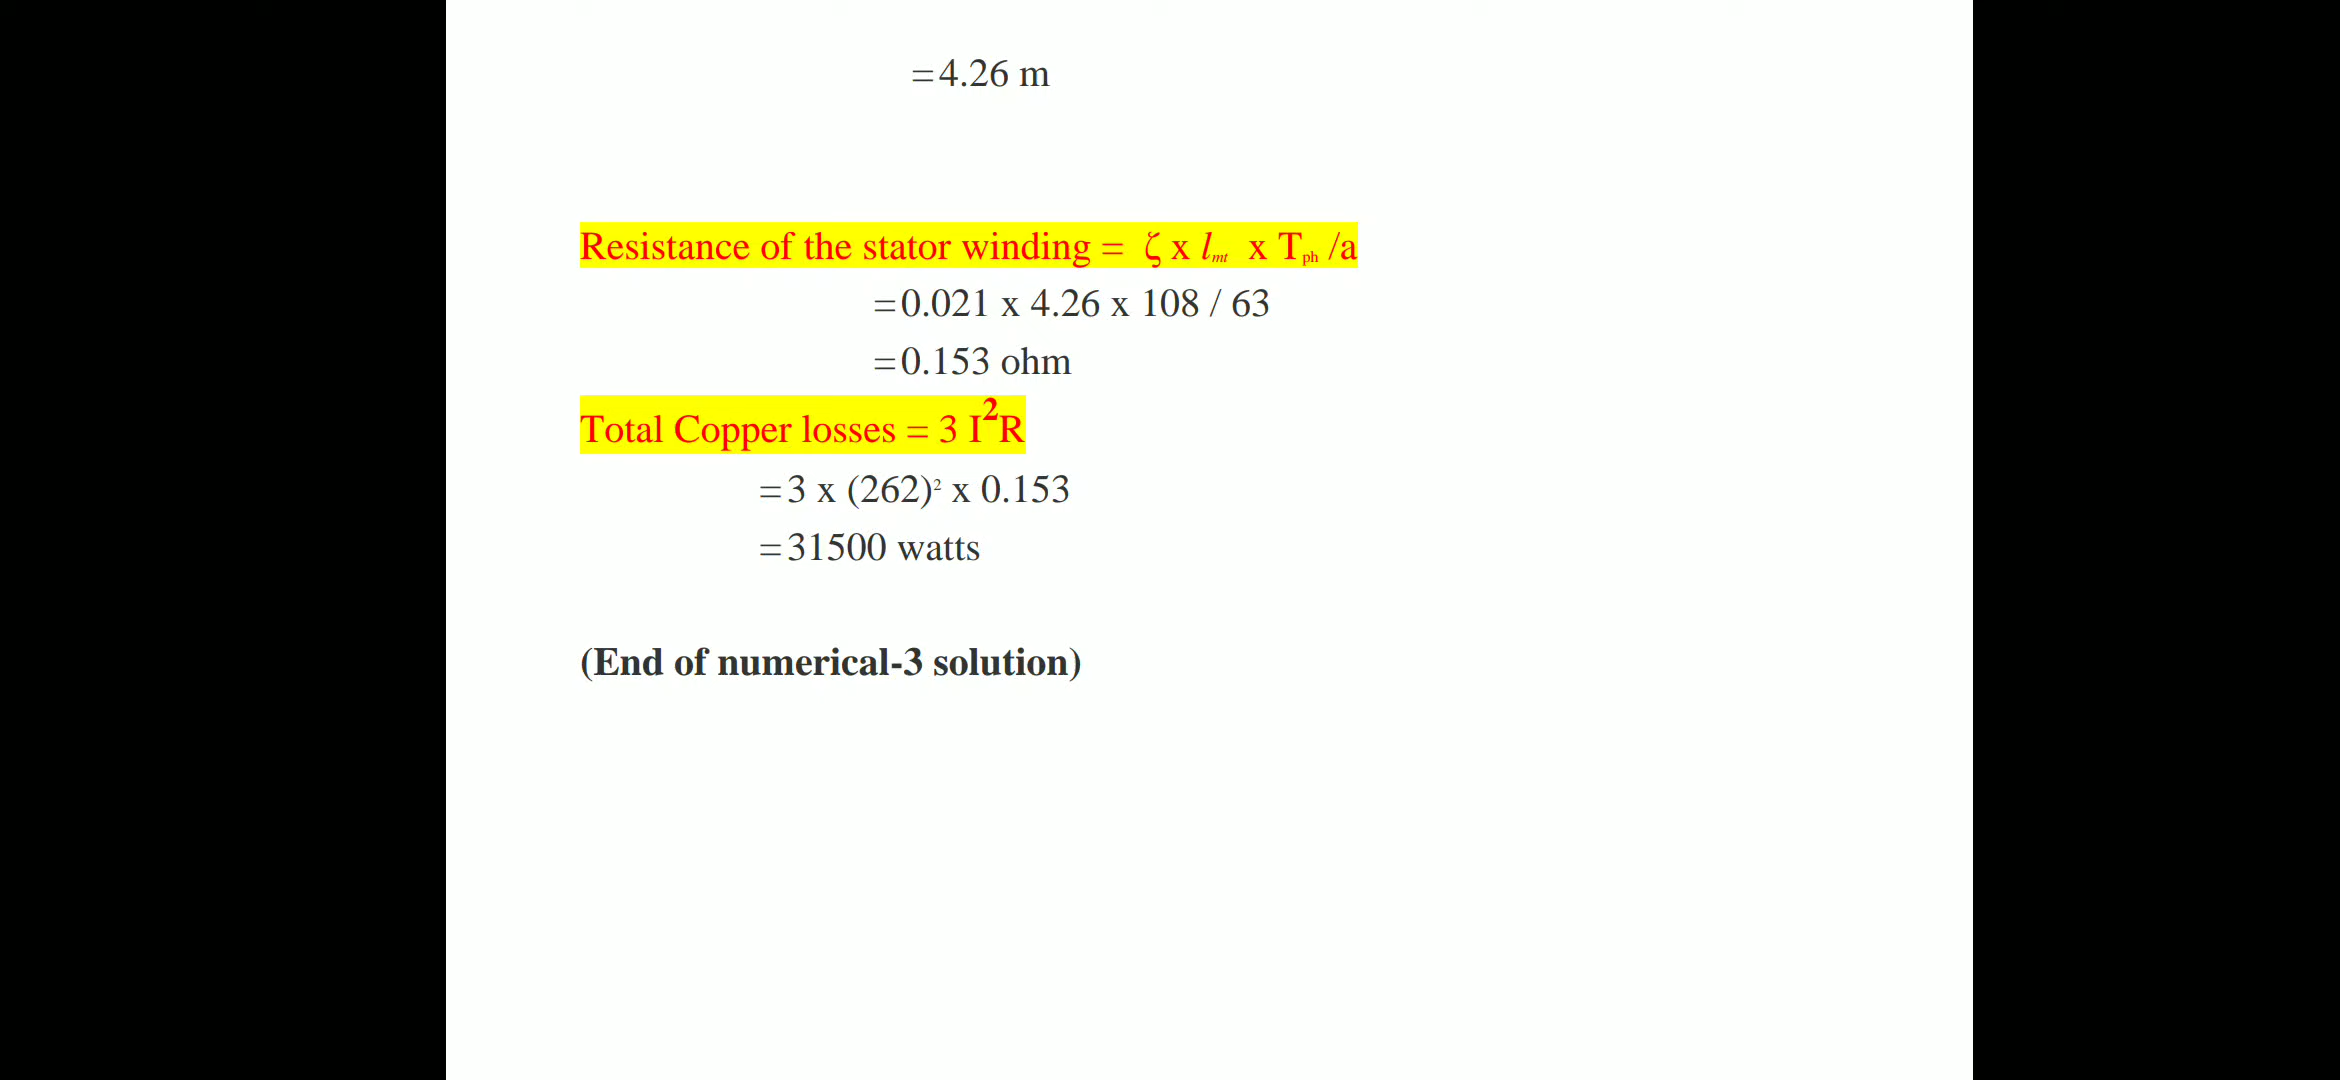 =4.26 m
Resistance of the stator winding = ζ x lmt x Tph /a
=0.021 x 4.26 x 108 / 63
=0.153 ohm
Total Copper losses = 3 I²R
=3 x (262)² x 0.153
=31500 watts
(End of numerical-3 solution)